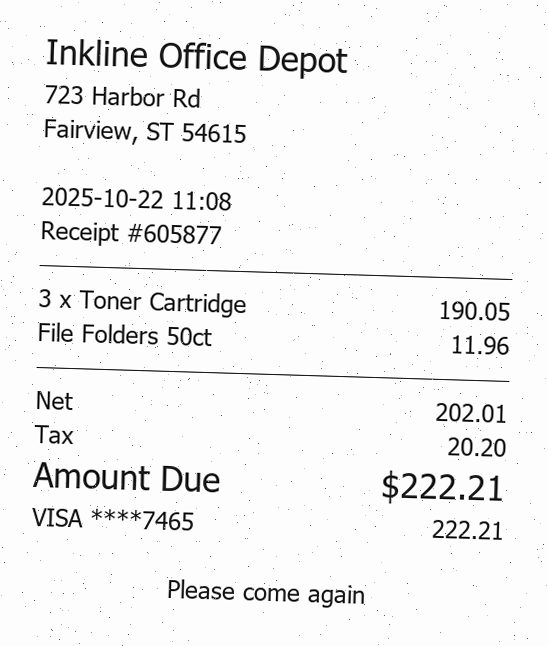 Inkline Office Depot
723 Harbor Rd
Fairview, ST 54615
2025-10-22 11:08
Receipt #605877
3 x Toner Cartridge 190.05
File Folders 50ct 11.96
Net 202.01
Tax 20.20
Amount Due $222.21
VISA ****7465 222.21
Please come again